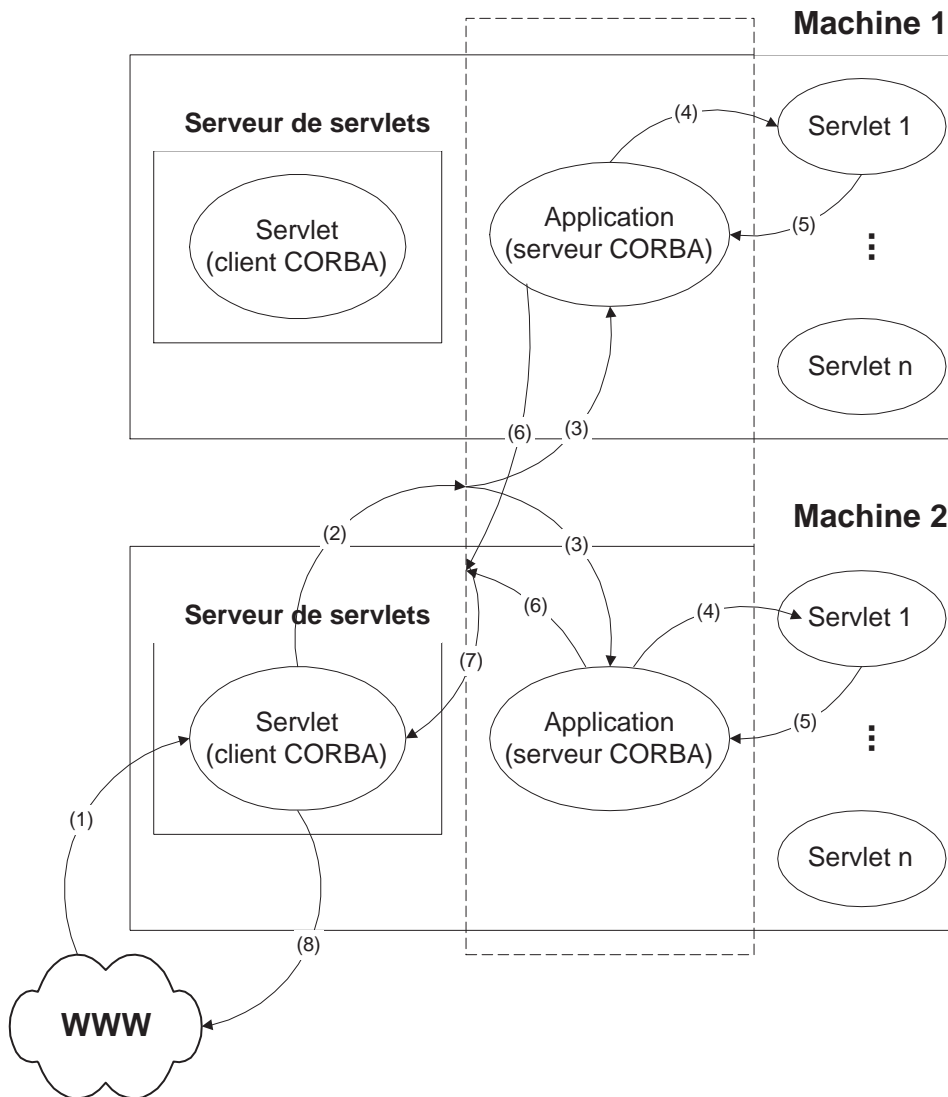 Machine 1
Serveur de servlets
(4)
Servlet 1
Servlet
(client CORBA)
Application
(serveur CORBA)
(5)
...
Servlet n
(6)
(3)
Machine 2
(2)
(3)
Serveur de servlets
(6)
(4)
Servlet 1
(7)
Servlet
(client CORBA)
Application
(serveur CORBA)
(5)
...
(1)
Servlet n
(8)
WWW